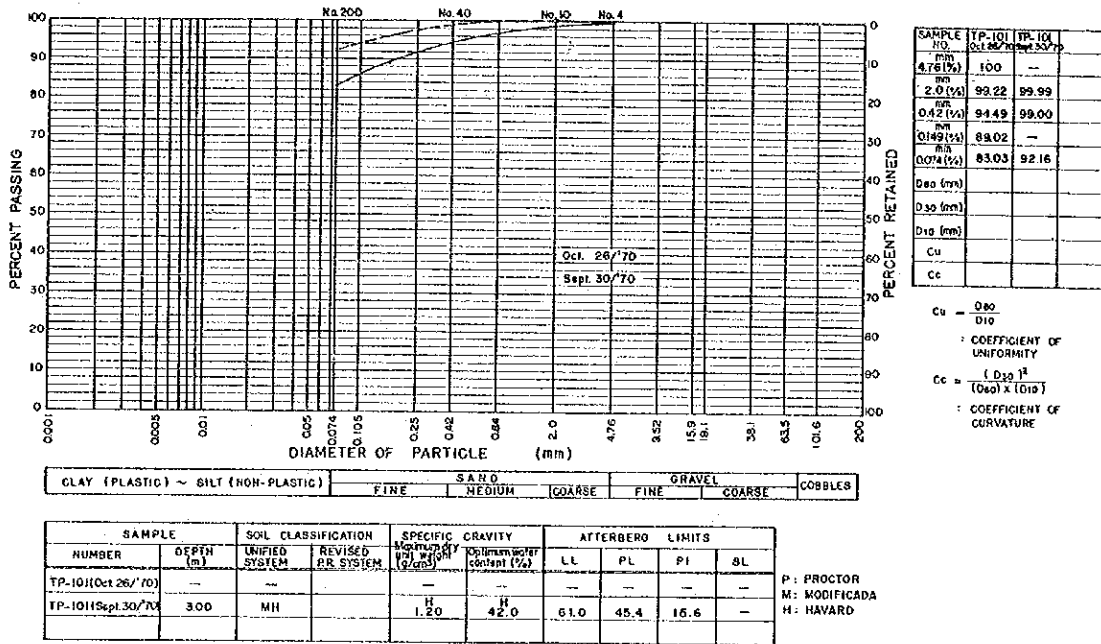 No. 200 No. 40 No. 10 No. 4
PERCENT PASSING
100
90
80
70
60
50
40
30
20
10
0
PERCENT RETAINED
0
10
20
30
40
50
60
70
80
90
100
Oct. 26/'70
Sept. 30/'70
0.001 0.005 0.01 0.05 0.074 0.105 0.25 0.42 0.84 2.0 4.76 9.52 15.9 19.1 38.1 63.5 101.6 200
DIAMETER OF PARTICLE (mm)
CLAY (PLASTIC) ~ SILT (NON-PLASTIC) SAND GRAVEL COBBLES
FINE MEDIUM COARSE FINE COARSE
SAMPLE NO. TP-101 Oct. 26/'70 TP-101 Sept. 30/'70
mm 4.76 (%) 100 —
mm 2.0 (%) 99.22 99.99
mm 0.42 (%) 94.49 99.00
mm 0.149 (%) 89.02 —
mm 0.074 (%) 83.03 92.16
D60 (mm)
D30 (mm)
D10 (mm)
Cu
Cc
Cu = D60 / D10
: COEFFICIENT OF
UNIFORMITY
Cc = (D30)² / (D60) X (D10)
: COEFFICIENT OF
CURVATURE
SAMPLE SOIL CLASSIFICATION SPECIFIC GRAVITY ATTERBERG LIMITS
NUMBER DEPTH (m) UNIFIED SYSTEM REVISED P.R. SYSTEM Maximum dry unit weight (g/cm³) Optimum water content (%) LL PL PI SL
TP-101 (Oct. 26/'70) — — — — — — — —
TP-101 (Sept. 30/'70) 3.00 MH H 1.20 H 42.0 61.0 45.4 15.6 —
P : PROCTOR
M : MODIFICADA
H : HAVARD